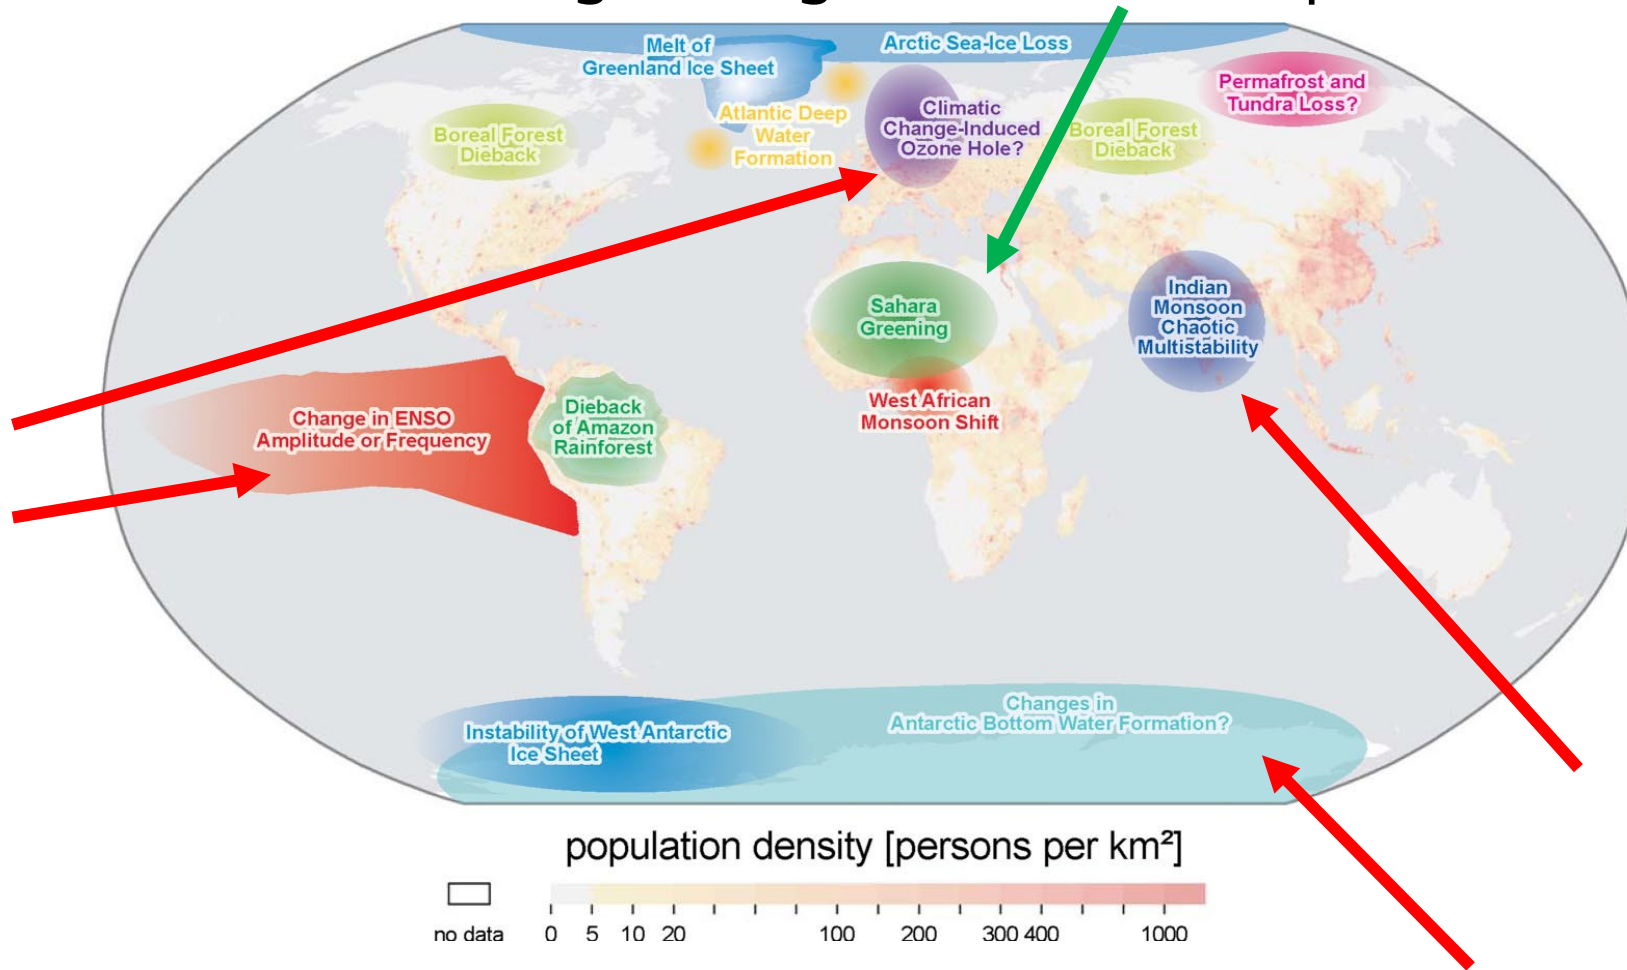 Melt of
Greenland Ice Sheet
Arctic Sea-Ice Loss
Permafrost and
Tundra Loss?
Atlantic Deep
Water
Formation
Climatic
Change-Induced
Ozone Hole?
Boreal Forest
Dieback
Boreal Forest
Dieback
Sahara
Greening
Indian
Monsoon
Chaotic
Multistability
West African
Monsoon Shift
Change in ENSO
Amplitude or Frequency
Dieback
of Amazon
Rainforest
Instability of West Antarctic
Ice Sheet
Changes in
Antarctic Bottom Water Formation?
population density [persons per km²]
no data 0 5 10 20 100 200 300 400 1000